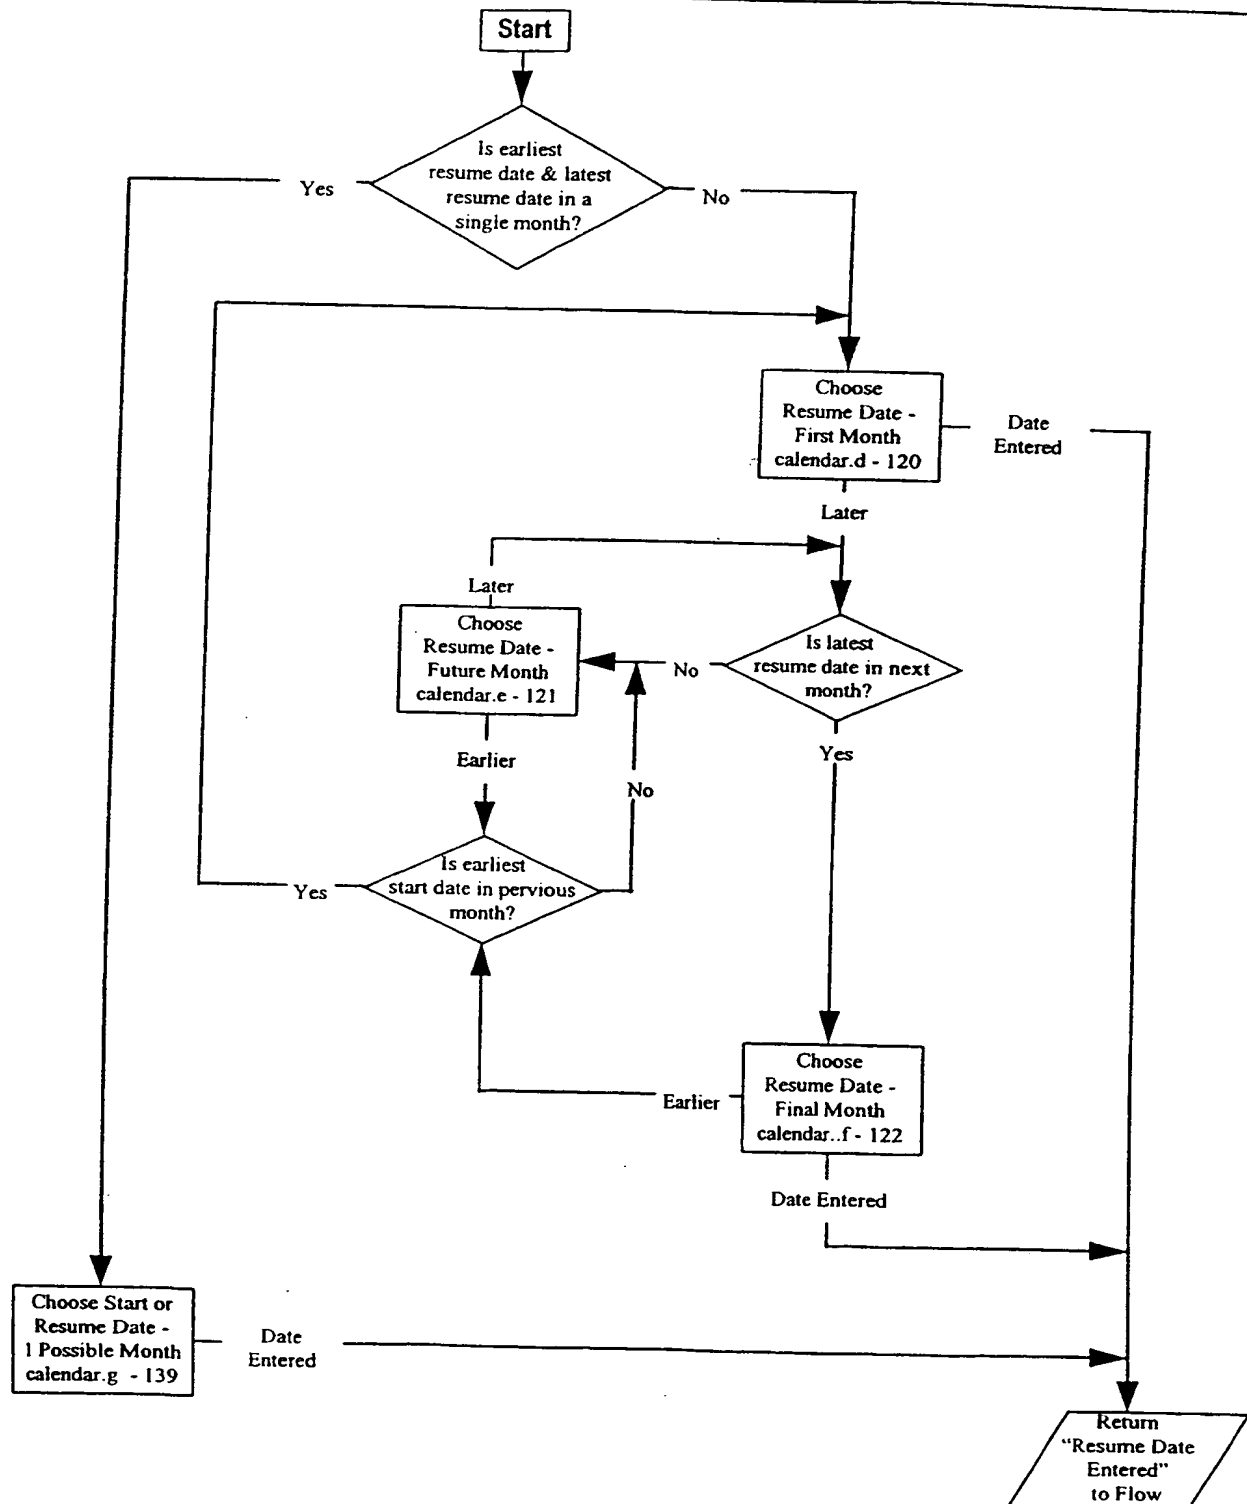 Start
Is earliest
resume date & latest
resume date in a
single month?
Yes
No
Choose
Resume Date -
First Month
calendar.d - 120
Date
Entered
Later
Later
Choose
Resume Date -
Future Month
calendar.e - 121
No
Is latest
resume date in next
month?
Earlier
No
Yes
Is earliest
start date in pervious
month?
Yes
Choose
Resume Date -
Final Month
calendar..f - 122
Earlier
Date Entered
Choose Start or
Resume Date -
1 Possible Month
calendar.g - 139
Date
Entered
Return
“Resume Date
Entered”
to Flow